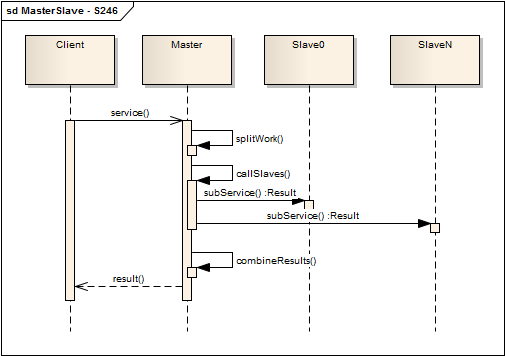 sd MasterSlave - S246
Client Master Slave0 SlaveN
service()
splitWork()
callSlaves()
subService() :Result
subService() :Result
combineResults()
result()